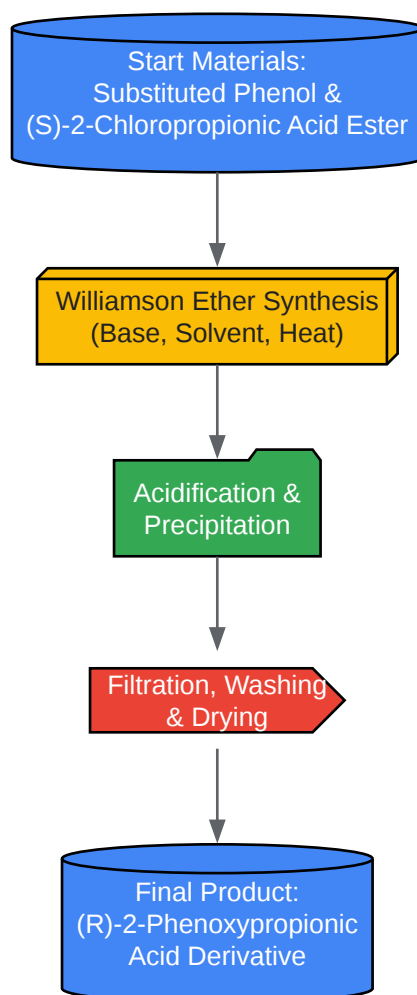 Start Materials:
Substituted Phenol &
(S)-2-Chloropropionic Acid Ester
Williamson Ether Synthesis
(Base, Solvent, Heat)
Acidification &
Precipitation
Filtration, Washing
& Drying
Final Product:
(R)-2-Phenoxypropionic
Acid Derivative